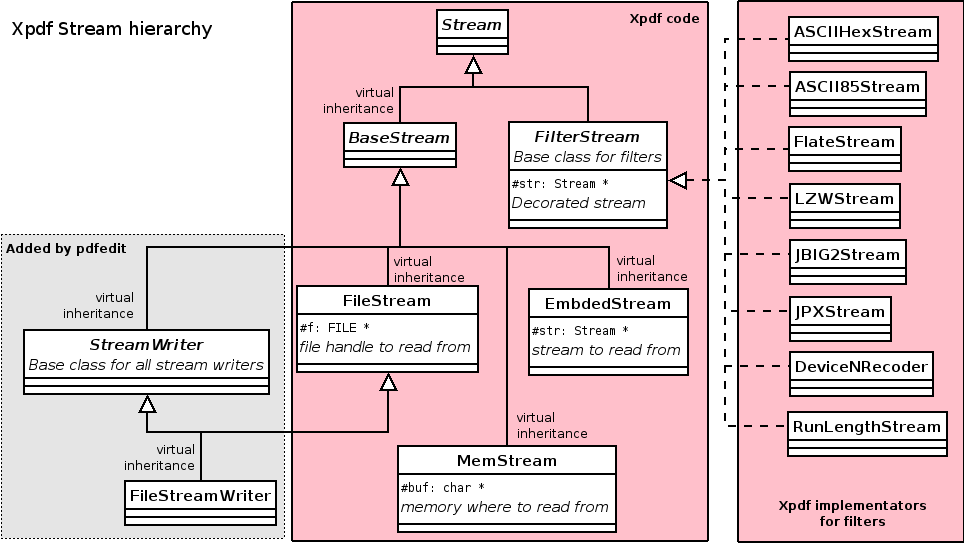 Xpdf Stream hierarchy
Xpdf code
Stream
virtual
inheritance
BaseStream
FilterStream
Base class for filters
#str: Stream *
Decorated stream
Added by pdfedit
virtual
inheritance
StreamWriter
Base class for all stream writers
virtual
inheritance
FileStream
#f: FILE *
file handle to read from
virtual
inheritance
EmbdedStream
#str: Stream *
stream to read from
virtual
inheritance
FileStreamWriter
virtual
inheritance
MemStream
#buf: char *
memory where to read from
ASCIIHexStream
ASCII85Stream
FlateStream
LZWStream
JBIG2Stream
JPXStream
DeviceNRecoder
RunLengthStream
Xpdf implementators
for filters